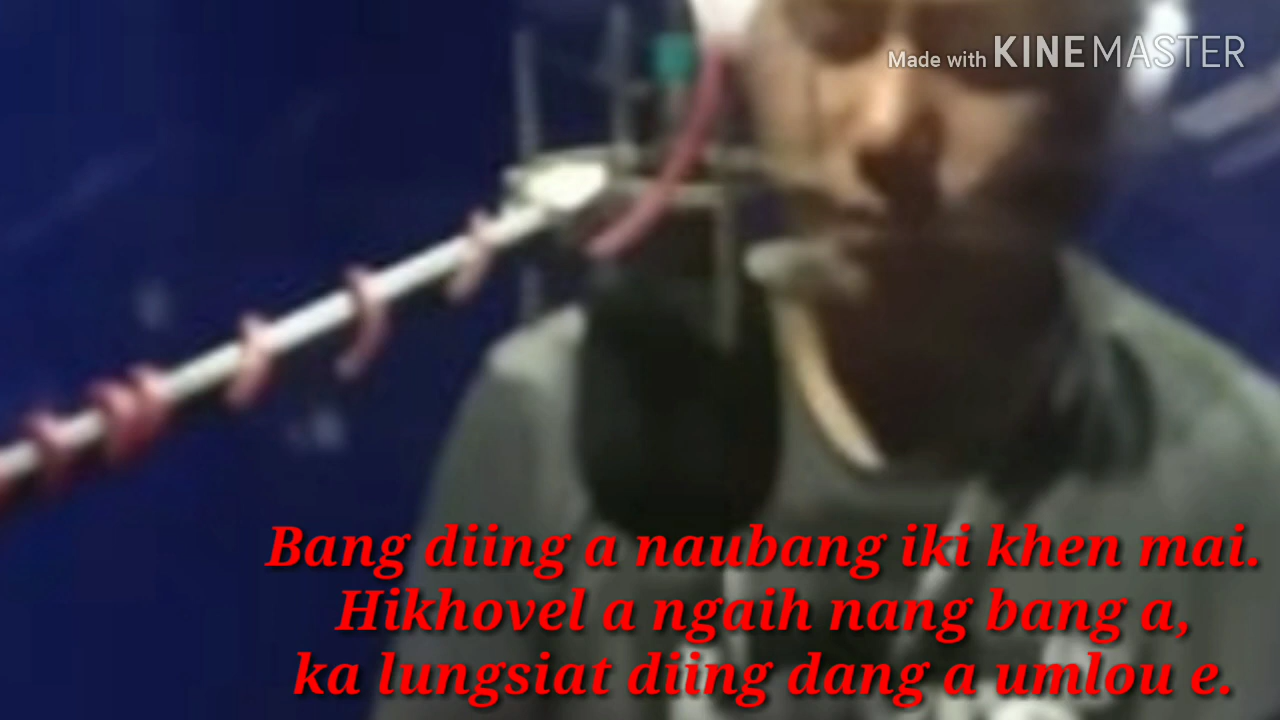 Made with KINEMASTER
Bang diing a naubang iki khen mai.
Hikhovel a ngaih nang bang a,
ka lungsiat diing dang a umlou e.